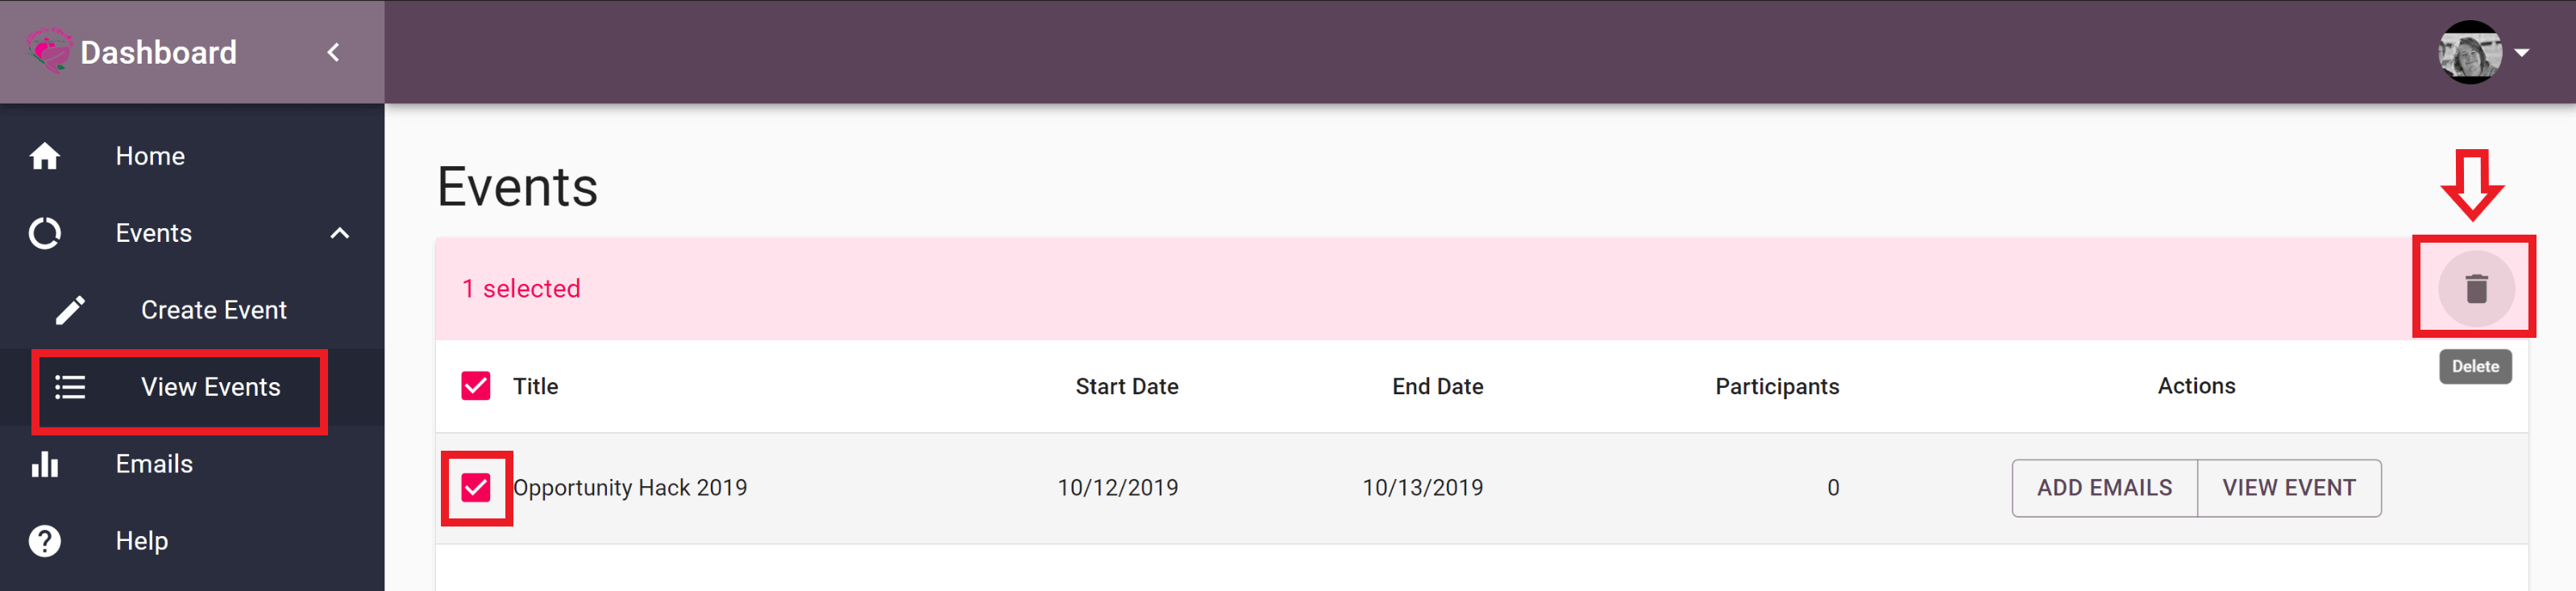 Dashboard
Home
Events
Create Event
View Events
Emails
Help
Events
1 selected
Delete
Title Start Date End Date Participants Actions
Opportunity Hack 2019 10/12/2019 10/13/2019 0 ADD EMAILS VIEW EVENT